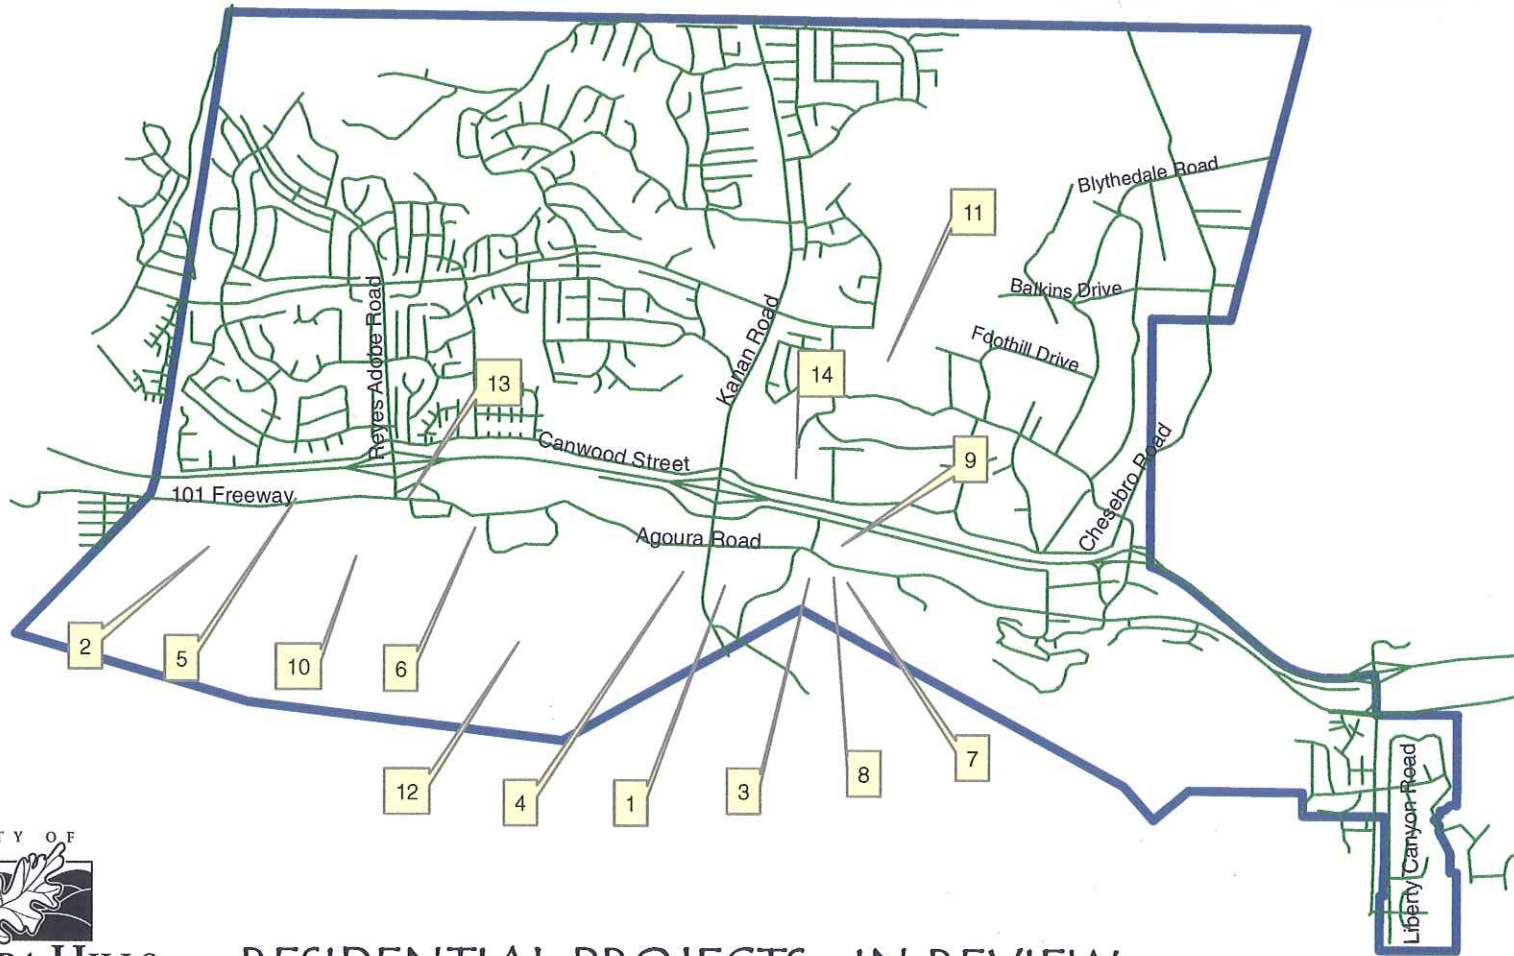 Blythedale Road
11
Balkins Drive
Reyes Adobe Road
Kanan Road
Foothill Drive
13
14
Canwood Street
9
Chesebro Road
101 Freeway
Agoura Road
2
5
10
6
12
4
1
3
8
7
Liberty Canyon Road
OF
HILLS
RESIDENTIAL PROJECTS IN REVIEW